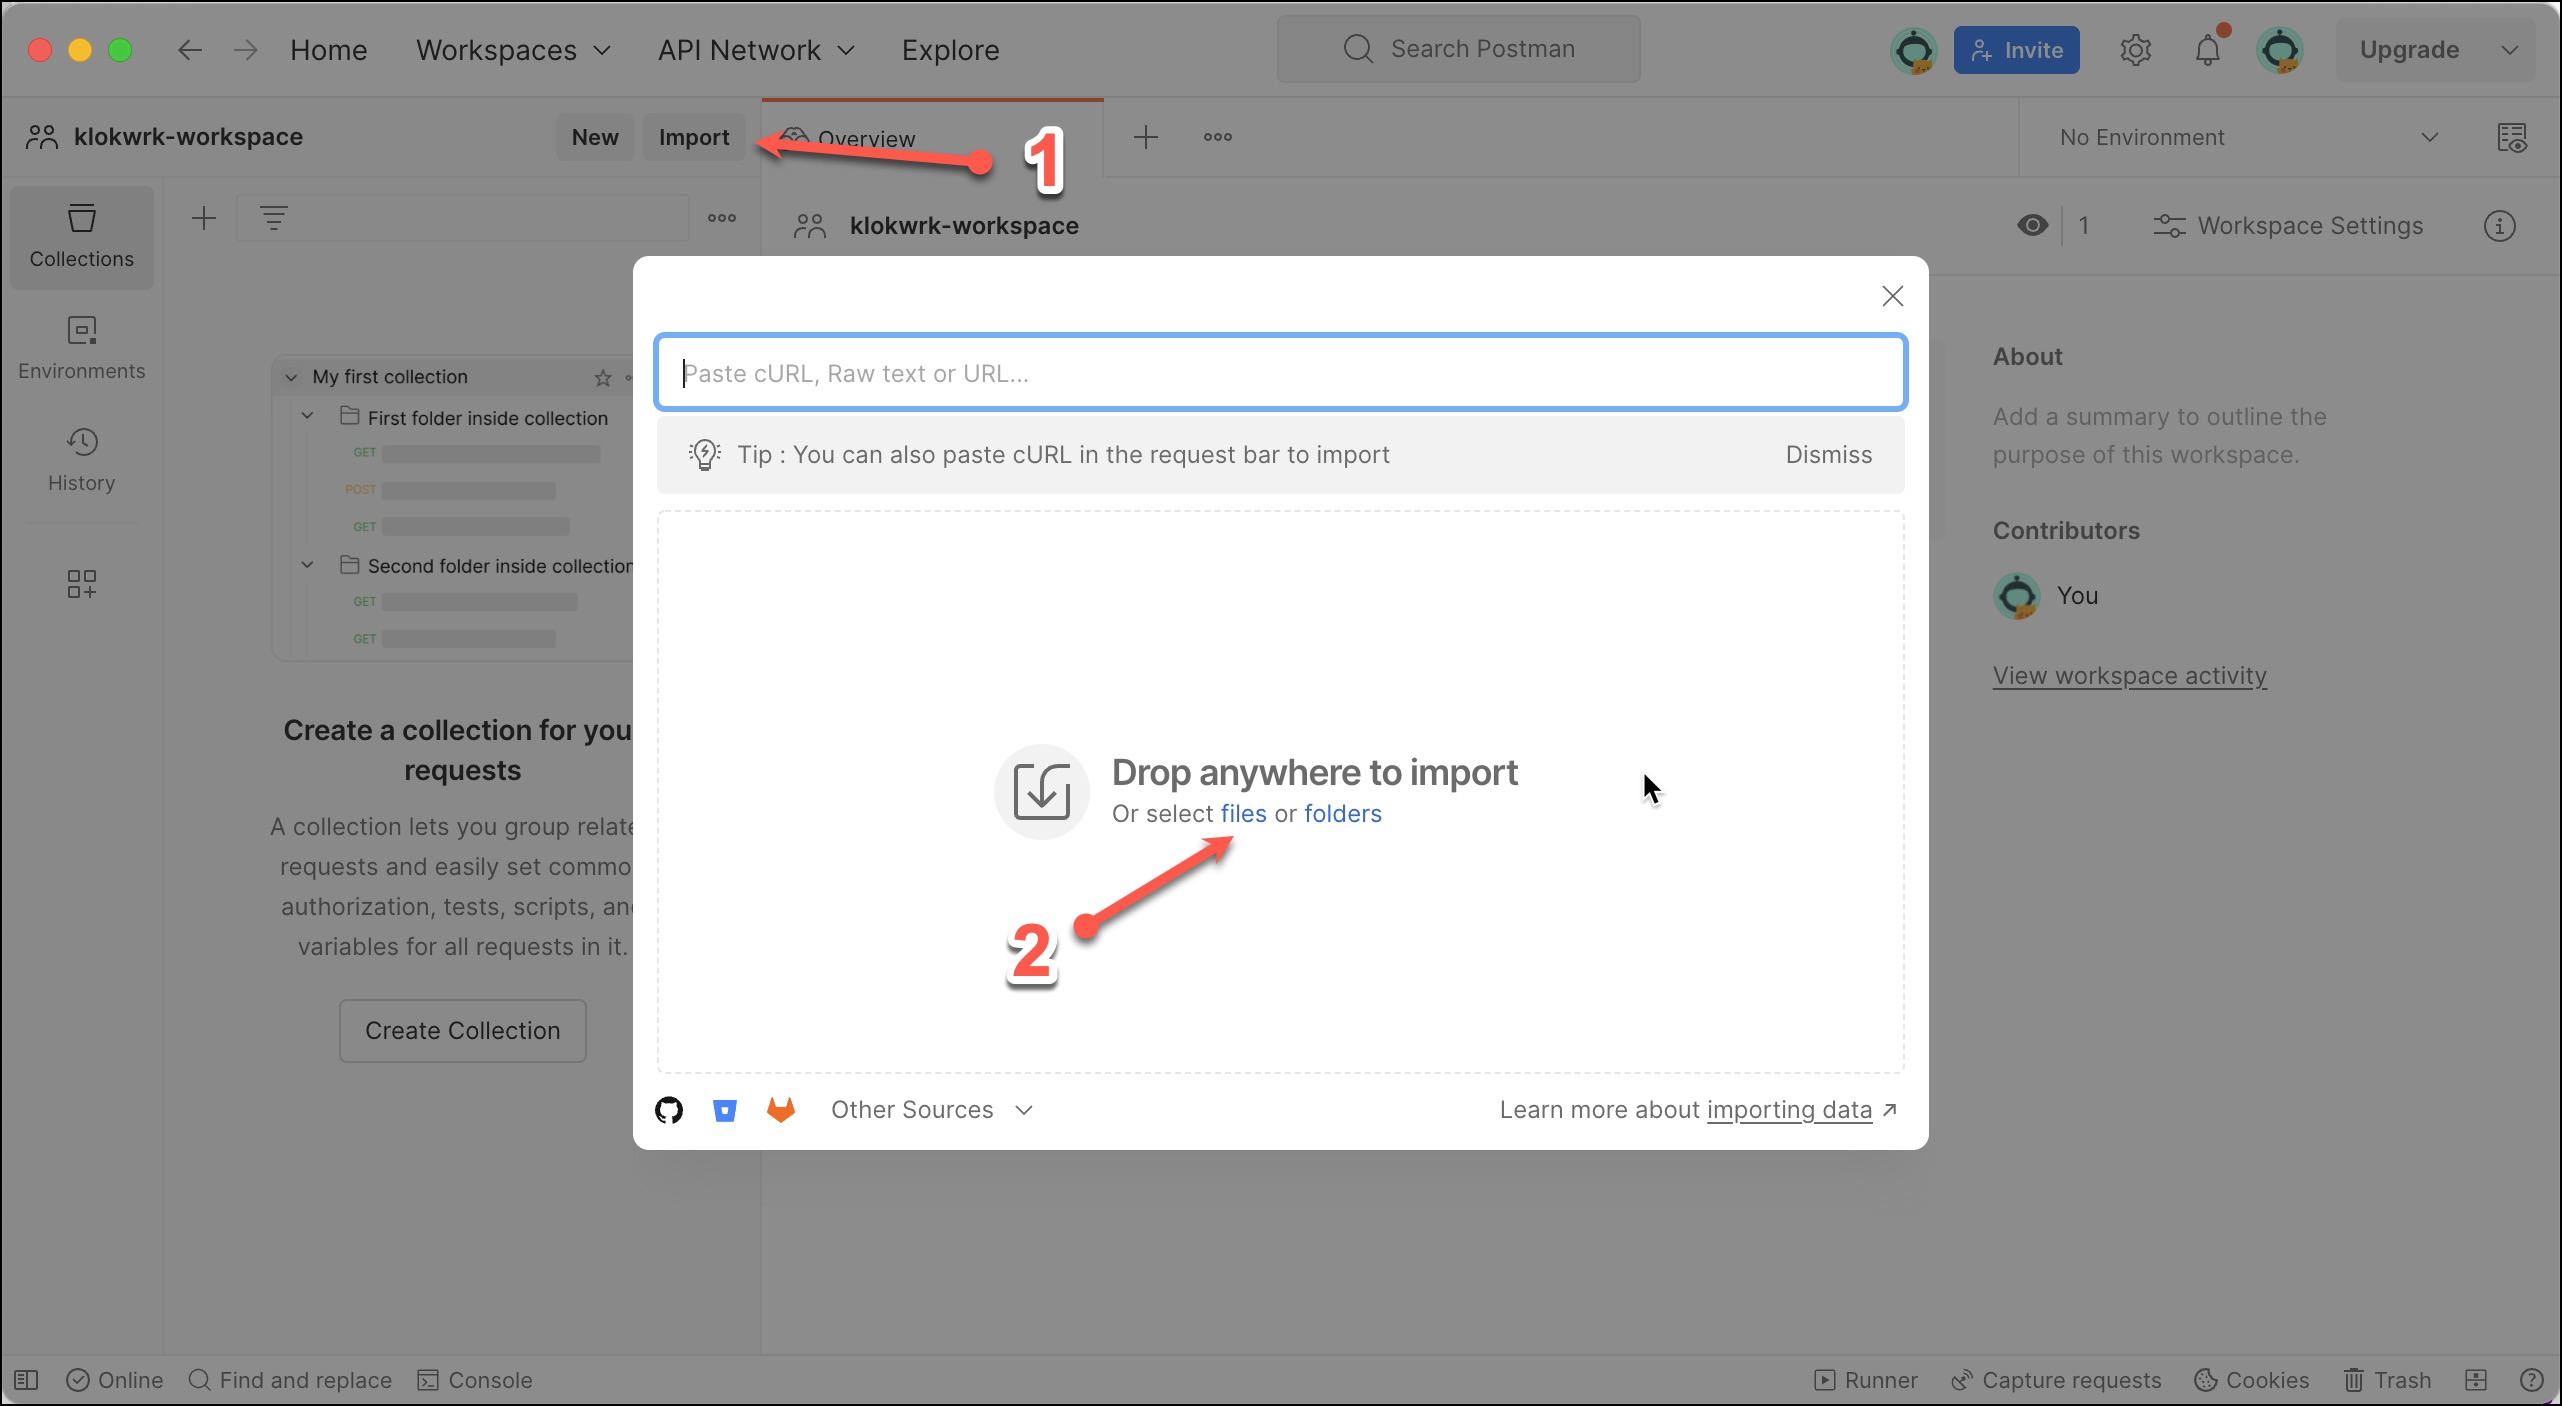 Home Workspaces API Network Explore Search Postman Invite Upgrade
klokwrk-workspace New Import Overview No Environment
1
klokwrk-workspace 1 Workspace Settings
Collections
Environments
History
My first collection
First folder inside collection
GET
POST
GET
Second folder inside collection
GET
GET
Create a collection for you
requests
A collection lets you group relate
requests and easily set commo
authorization, tests, scripts, an
variables for all requests in it.
Create Collection
Paste cURL, Raw text or URL...
Tip : You can also paste cURL in the request bar to import Dismiss
Drop anywhere to import
Or select files or folders
2
Other Sources Learn more about importing data
About
Add a summary to outline the
purpose of this workspace.
Contributors
You
View workspace activity
Online Find and replace Console Runner Capture requests Cookies Trash